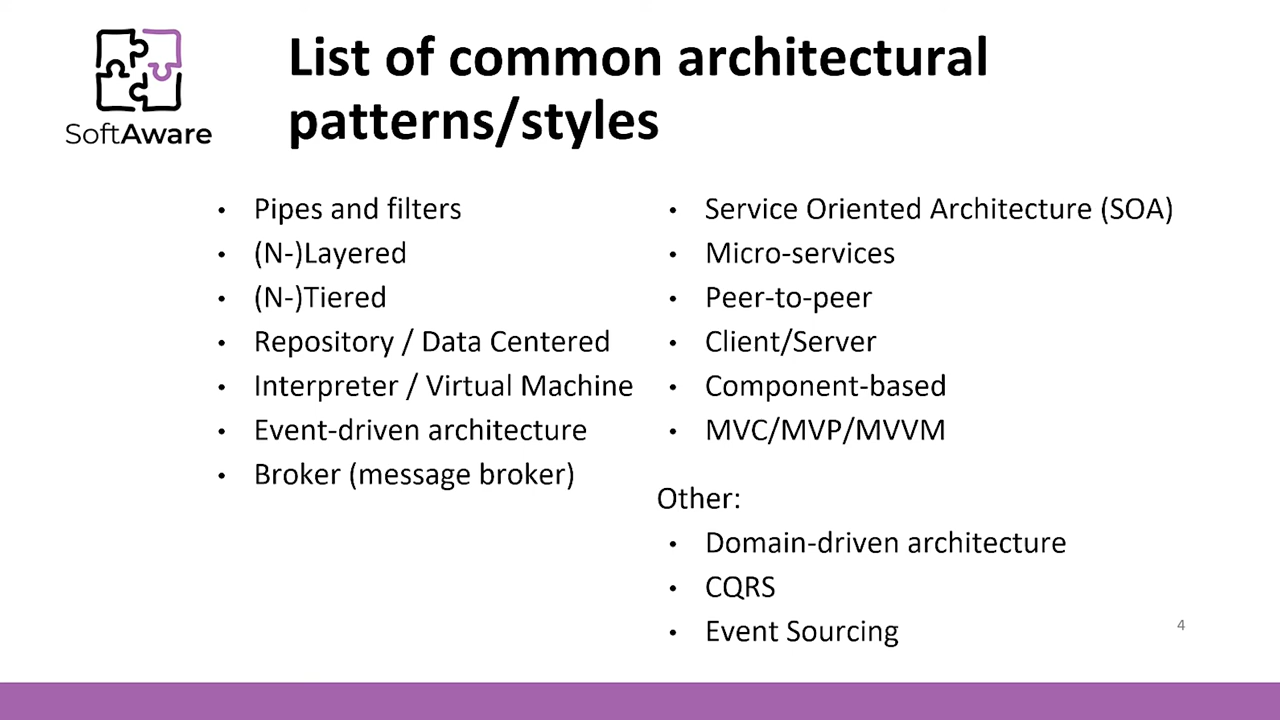 SoftAware
List of common architectural
patterns/styles
• Pipes and filters
• (N-)Layered
• (N-)Tiered
• Repository / Data Centered
• Interpreter / Virtual Machine
• Event-driven architecture
• Broker (message broker)
• Service Oriented Architecture (SOA)
• Micro-services
• Peer-to-peer
• Client/Server
• Component-based
• MVC/MVP/MVVM
Other:
• Domain-driven architecture
• CQRS
• Event Sourcing
4